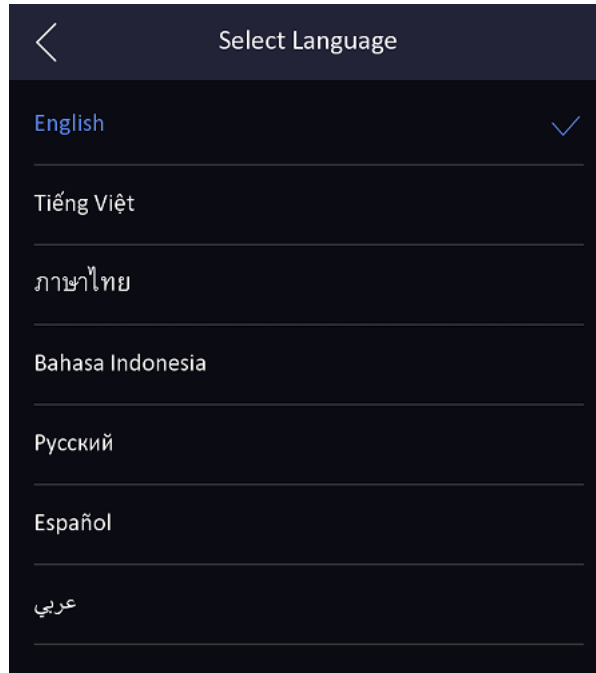 Select Language
English
Tiếng Việt
ภาษาไทย
Bahasa Indonesia
Русский
Español
عربي